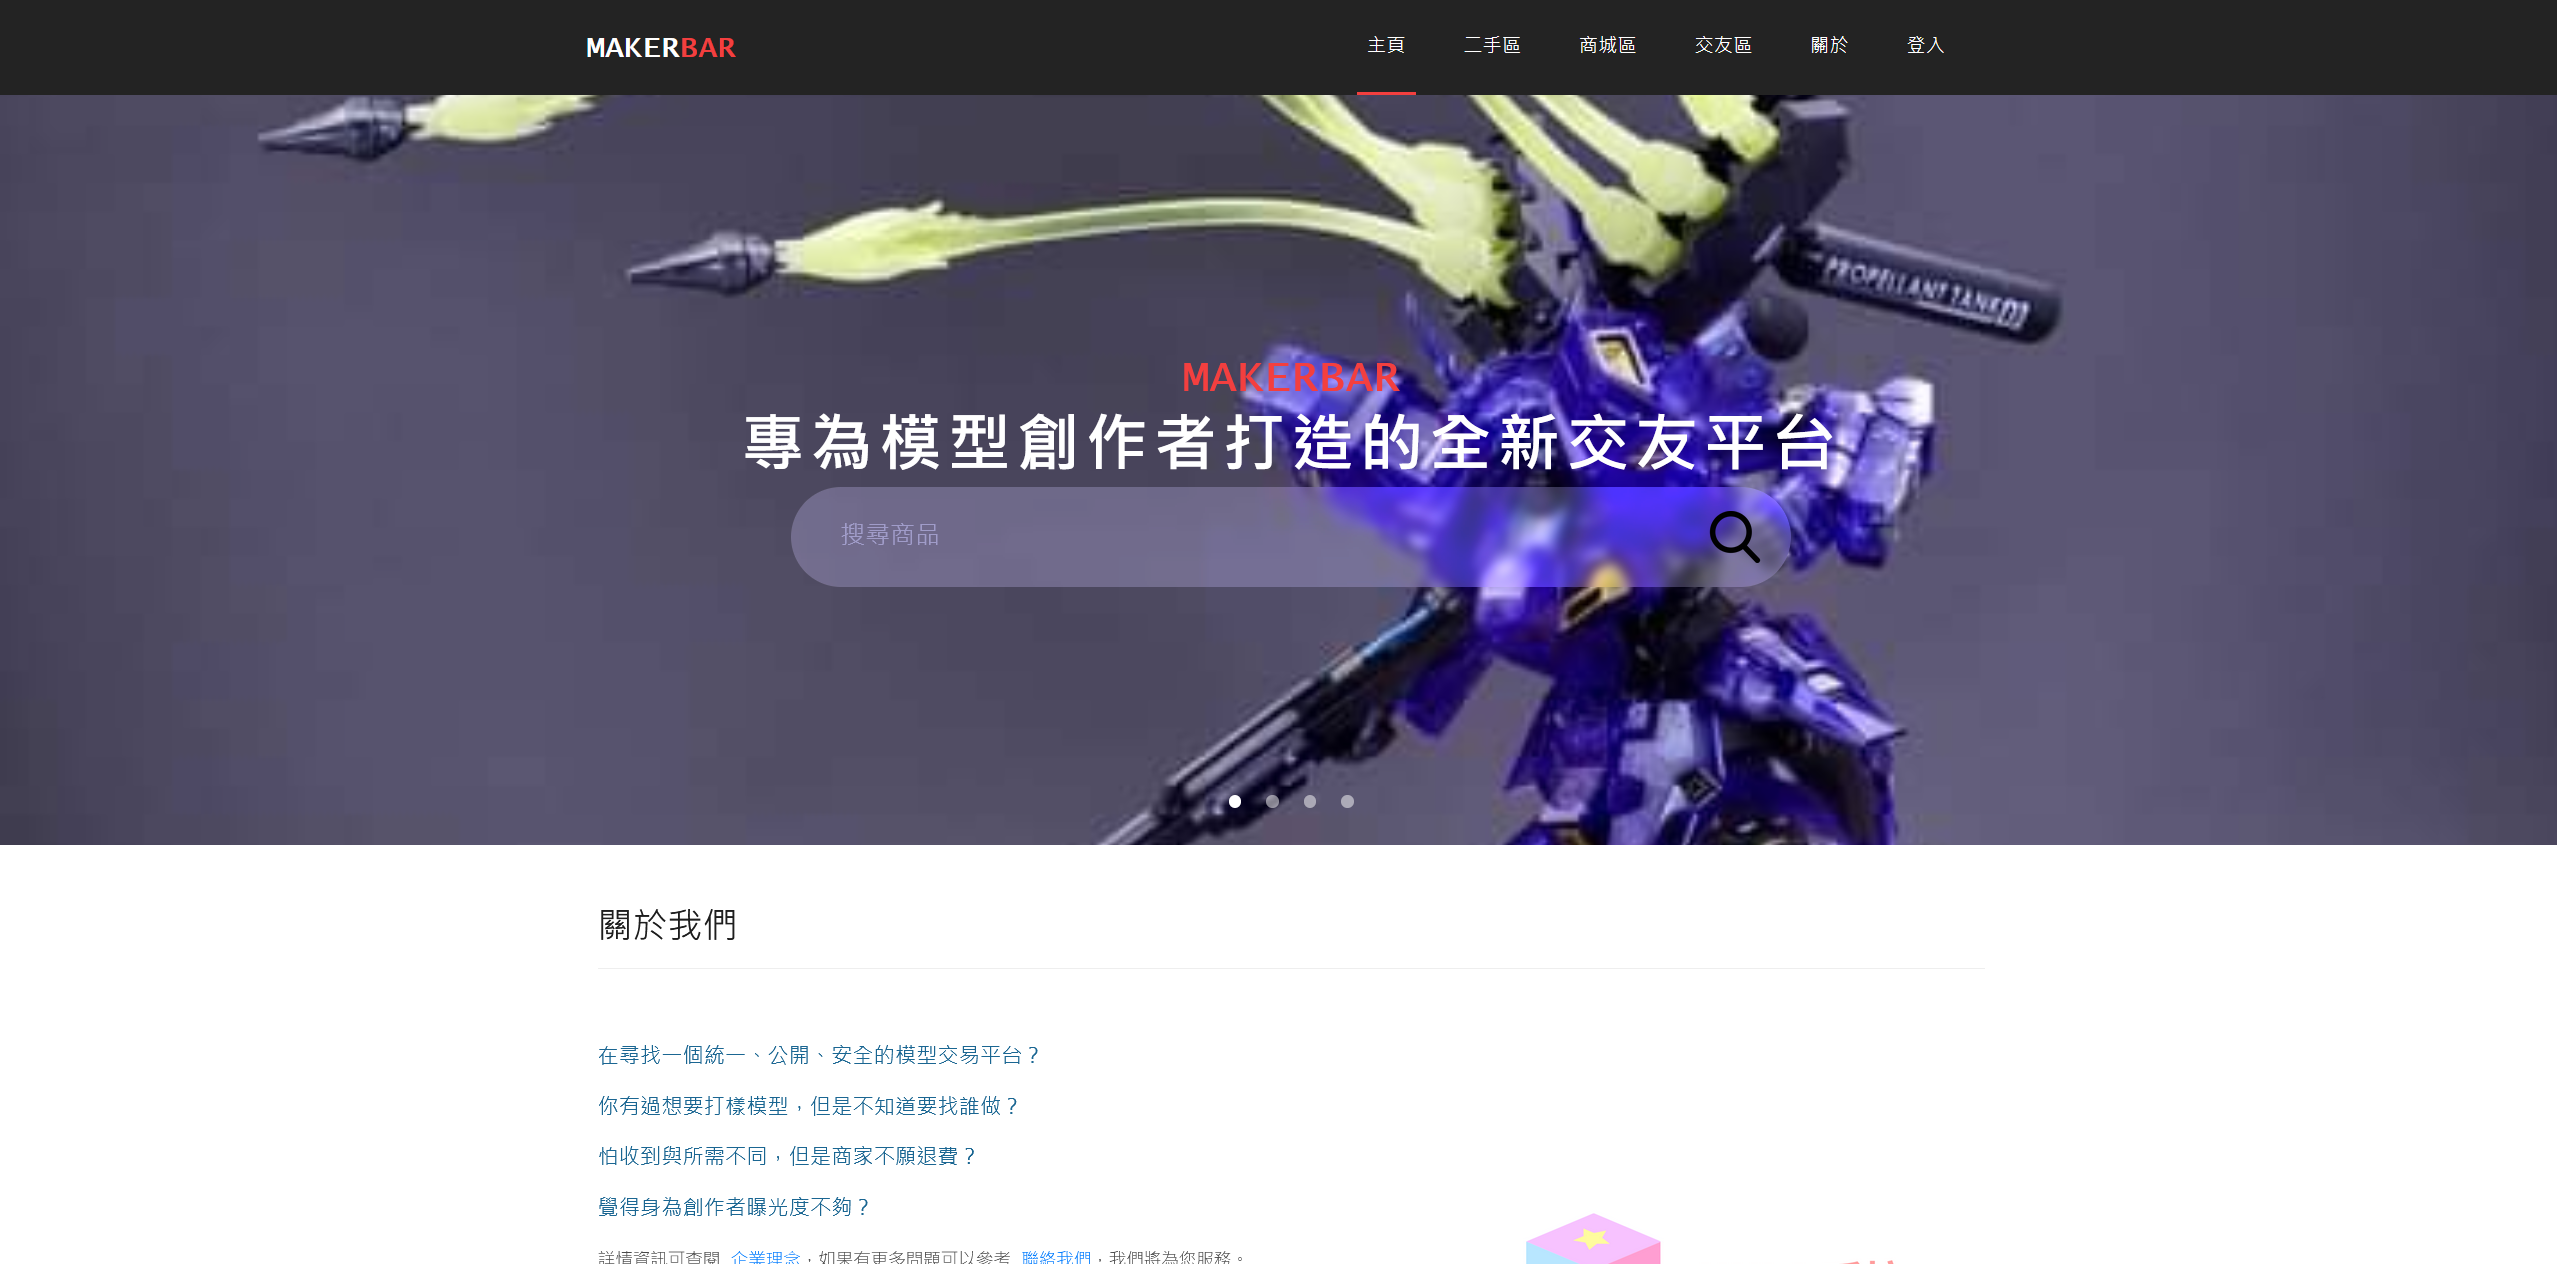 MAKERBAR
主頁 二手區 商城區 交友區 關於 登入
PROPELLANT TANK
MAKERBAR
專為模型創作者打造的全新交友平台
搜尋商品
關於我們
在尋找一個統一、公開、安全的模型交易平台？
你有過想要打樣模型，但是不知道要找誰做？
怕收到與所需不同，但是商家不願退費？
覺得身為創作者曝光度不夠？
詳情資訊可查閱 企業理念，如果有更多問題可以參考 聯絡我們，我們將為您服務。